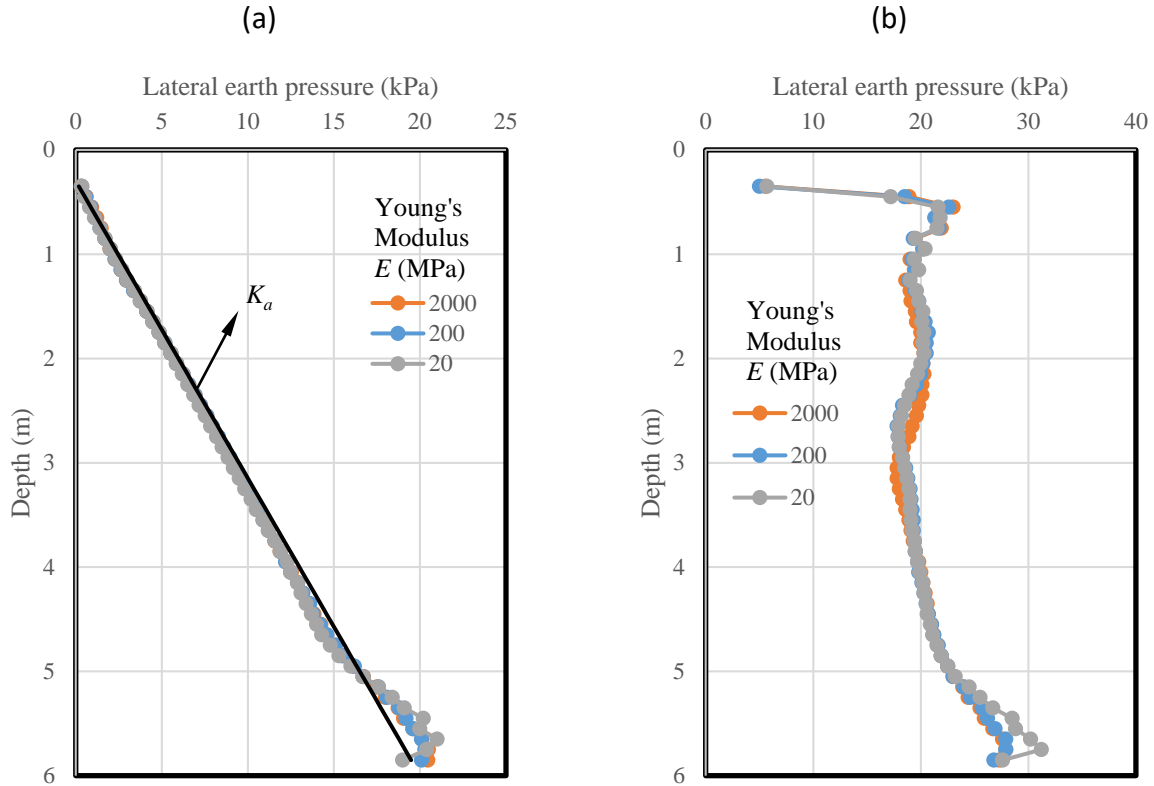 (a)
Lateral earth pressure (kPa)
0 5 10 15 20 25
0
1
2
3
4
5
6
Depth (m)
Young's
Modulus
E (MPa)
2000
200
20
K_a
(b)
Lateral earth pressure (kPa)
0 10 20 30 40
0
1
2
3
4
5
6
Depth (m)
Young's
Modulus
E (MPa)
2000
200
20